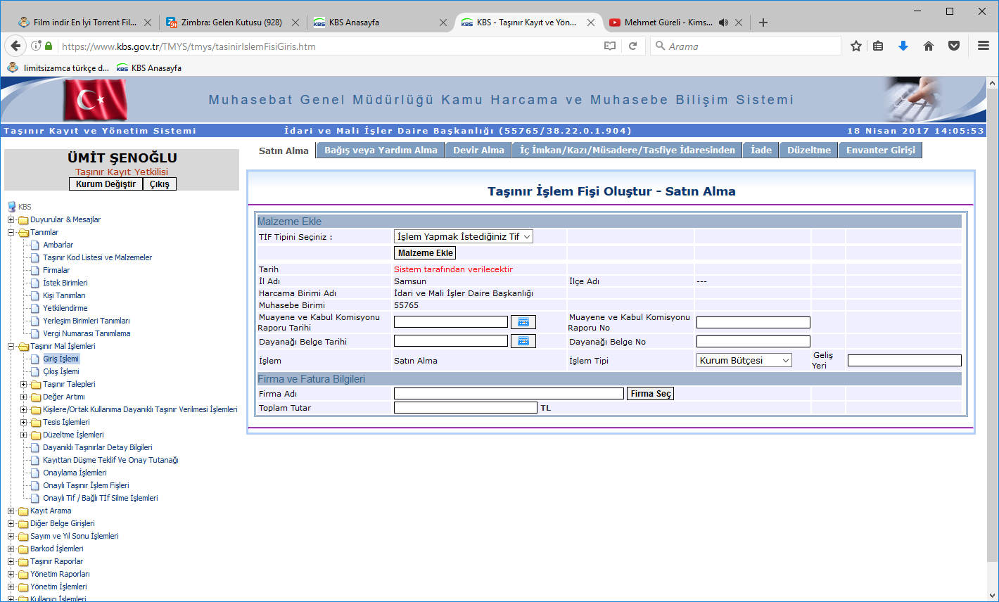 Film indir En İyi Torrent Fil...
Zimbra: Gelen Kutusu (928)
KBS Anasayfa
KBS - Taşınır Kayıt ve Yön...
Mehmet Güreli - Kims...
https://www.kbs.gov.tr/TMYS/tmys/tasinirIslemFisiGiris.htm
Arama
limitsizamca türkçe d...
KBS Anasayfa
Muhasebat Genel Müdürlüğü Kamu Harcama ve Muhasebe Bilişim Sistemi
Taşınır Kayıt ve Yönetim Sistemi
İdari ve Mali İşler Daire Başkanlığı (55765/38.22.0.1.904)
18 Nisan 2017 14:05:53
ÜMİT ŞENOĞLU
Taşınır Kayıt Yetkilisi
Kurum Değiştir
Çıkış
KBS
Duyurular & Mesajlar
Tanımlar
Ambarlar
Taşınır Kod Listesi ve Malzemeler
Firmalar
İstek Birimleri
Kişi Tanımları
Yetkilendirme
Yerleşim Birimleri Tanımları
Vergi Numarası Tanımlama
Taşınır Mal İşlemleri
Giriş İşlemi
Çıkış İşlemi
Taşınır Talepleri
Değer Artımı
Kişilere/Ortak Kullanıma Dayanıklı Taşınır Verilmesi İşlemleri
Tesis İşlemleri
Düzeltme İşlemleri
Dayanıklı Taşınırlar Detay Bilgileri
Kayıttan Düşme Teklif Ve Onay Tutanağı
Onaylama İşlemleri
Onaylı Taşınır İşlem Fişleri
Onaylı Tif / Bağlı Tİf Silme İşlemleri
Kayıt Arama
Diğer Belge Girişleri
Sayım ve Yıl Sonu İşlemleri
Barkod İşlemleri
Taşınır Raporlar
Yönetim Raporları
Yönetim İşlemleri
Kullanıcı İşlemleri
Satın Alma
Bağış veya Yardım Alma
Devir Alma
İç İmkan/Kazı/Müsadere/Tasfiye İdaresinden
İade
Düzeltme
Envanter Girişi
Taşınır İşlem Fişi Oluştur - Satın Alma
Malzeme Ekle
TİF Tipini Seçiniz :
İşlem Yapmak İstediğiniz Tif
Malzeme Ekle
Tarih
Sistem tarafından verilecektir
İl Adı
Samsun
İlçe Adı
---
Harcama Birimi Adı
İdari ve Mali İşler Daire Başkanlığı
Muhasebe Birimi
55765
Muayene ve Kabul Komisyonu
Raporu Tarihi
Muayene ve Kabul Komisyonu
Raporu No
Dayanağı Belge Tarihi
Dayanağı Belge No
İşlem
Satın Alma
İşlem Tipi
Kurum Bütçesi
Geliş
Yeri
Firma ve Fatura Bilgileri
Firma Adı
Firma Seç
Toplam Tutar
TL